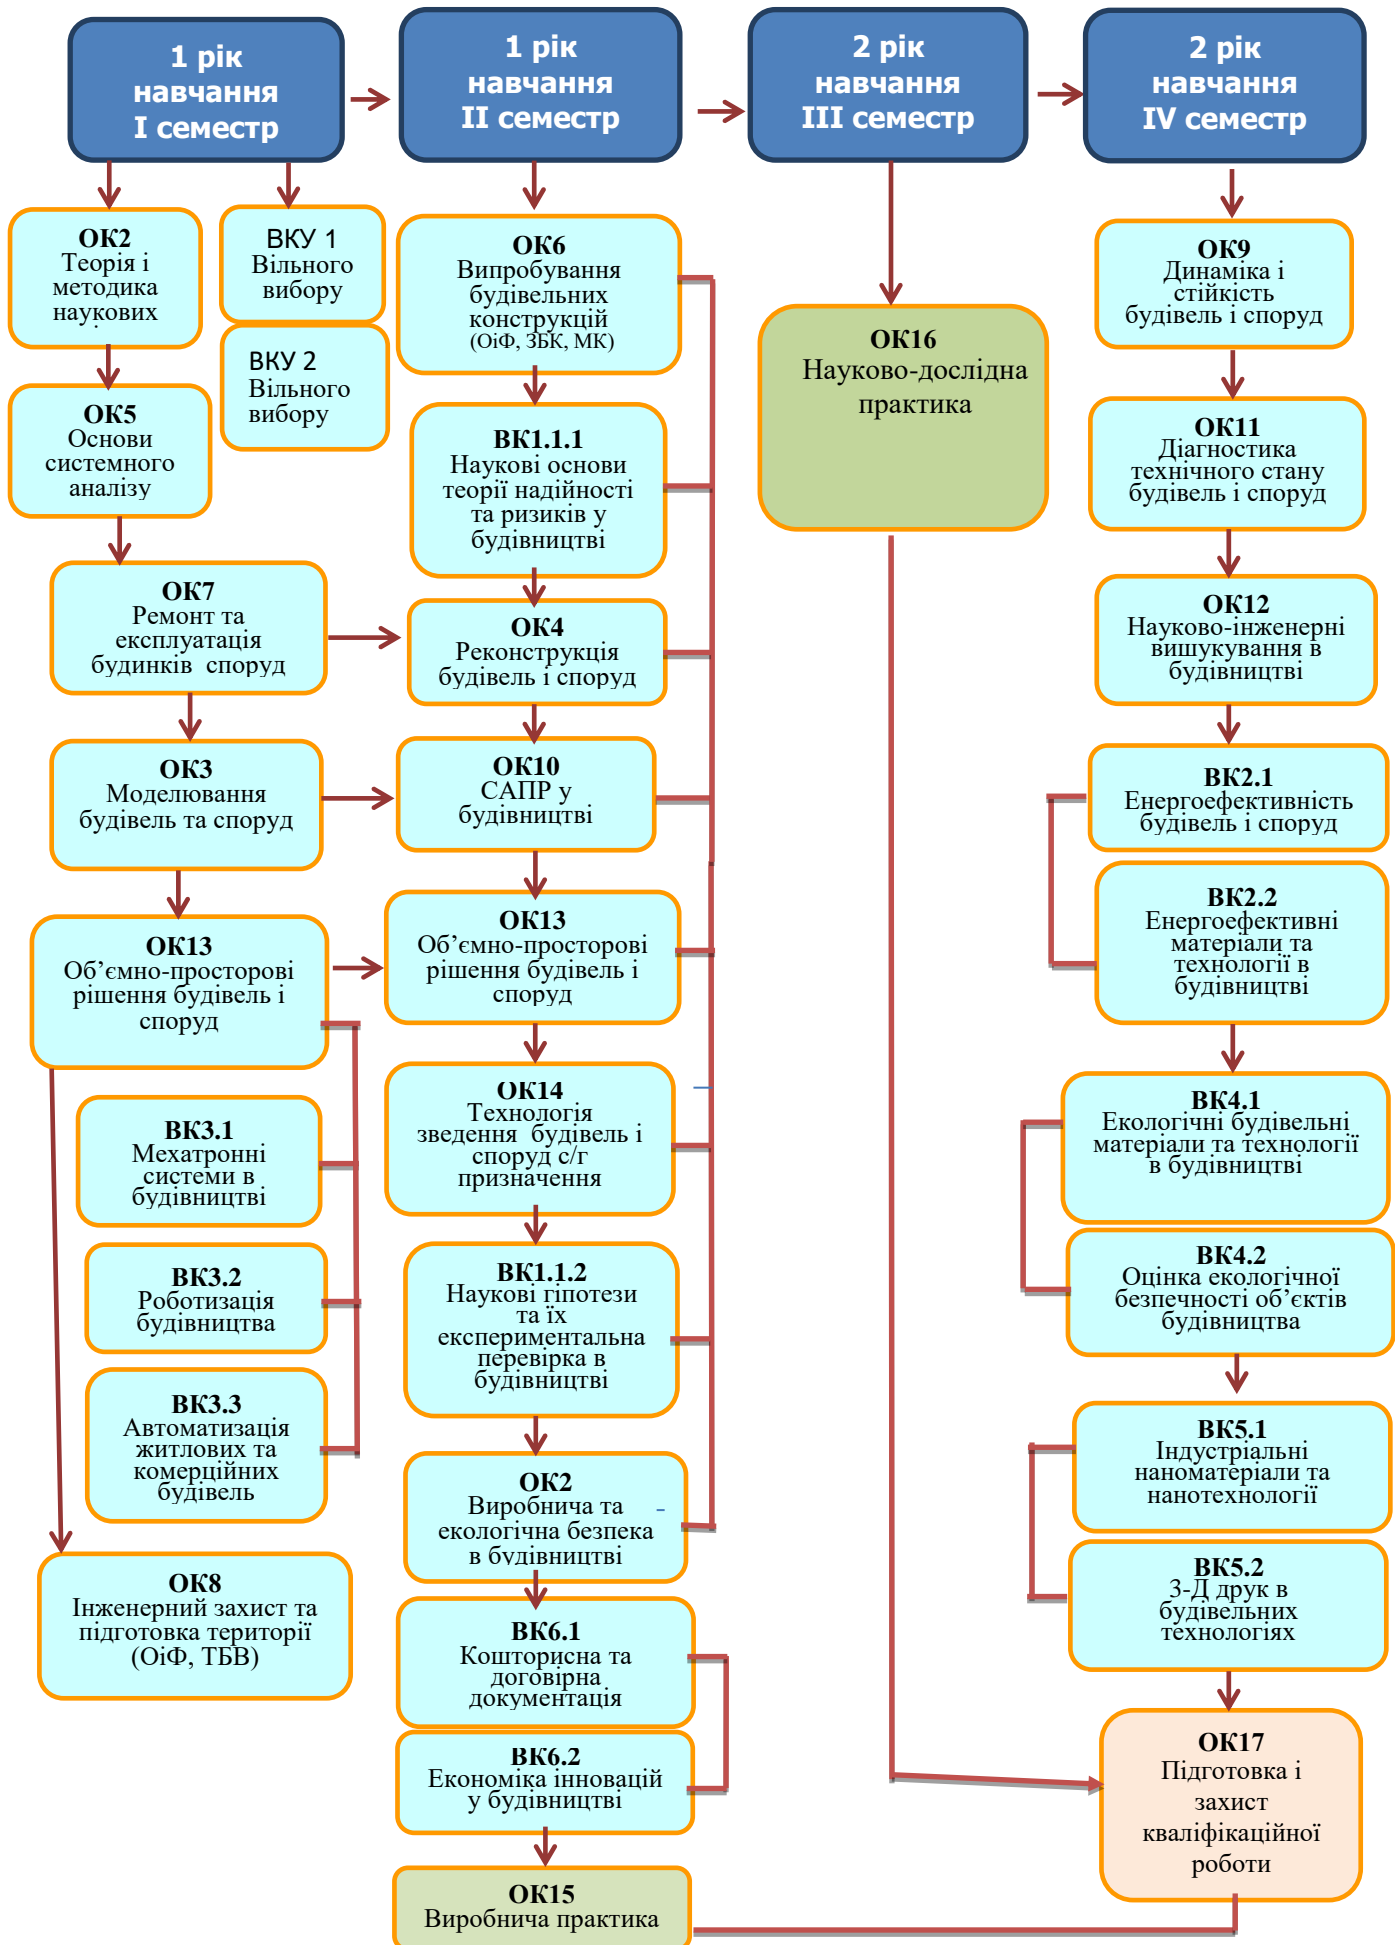 1 рік
навчання
I семестр
1 рік
навчання
II семестр
2 рік
навчання
III семестр
2 рік
навчання
IV семестр
ОК2
Теорія і
методика
наукових
ОК5
Основи
системного
аналізу
ВКУ 1
Вільного
вибору
ВКУ 2
Вільного
вибору
ОК7
Ремонт та
експлуатація
будинків споруд
ОК3
Моделювання
будівель та споруд
ОК13
Об’ємно-просторові
рішення будівель і
споруд
ВК3.1
Мехатронні
системи в
будівництві
ВК3.2
Роботизація
будівництва
ВК3.3
Автоматизація
житлових та
комерційних
будівель
ОК8
Інженерний захист та
підготовка території
(ОіФ, ТБВ)
ОК6
Випробування
будівельних
конструкцій
(ОіФ, ЗБК, МК)
ВК1.1.1
Наукові основи
теорії надійності
та ризиків у
будівництві
ОК4
Реконструкція
будівель і споруд
ОК10
САПР у
будівництві
ОК13
Об’ємно-просторові
рішення будівель і
споруд
ОК14
Технологія
зведення будівель і
споруд с/г
призначення
ВК1.1.2
Наукові гіпотези
та їх
експериментальна
перевірка в
будівництві
ОК2
Виробнича та
екологічна безпека
в будівництві
ВК6.1
Кошторисна та
договірна
документація
ВК6.2
Економіка інновацій
у будівництві
ОК15
Виробнича практика
ОК16
Науково-дослідна
практика
ОК9
Динаміка і
стійкість
будівель і споруд
ОК11
Діагностика
технічного стану
будівель і споруд
ОК12
Науково-інженерні
вишукування в
будівництві
ВК2.1
Енергоефективність
будівель і споруд
ВК2.2
Енергоефективні
матеріали та
технології в
будівництві
ВК4.1
Екологічні будівельні
матеріали та технології
в будівництві
ВК4.2
Оцінка екологічної
безпечності об’єктів
будівництва
ВК5.1
Індустріальні
наноматеріали та
нанотехнології
ВК5.2
3-Д друк в
будівельних
технологіях
ОК17
Підготовка і
захист
кваліфікаційної
роботи